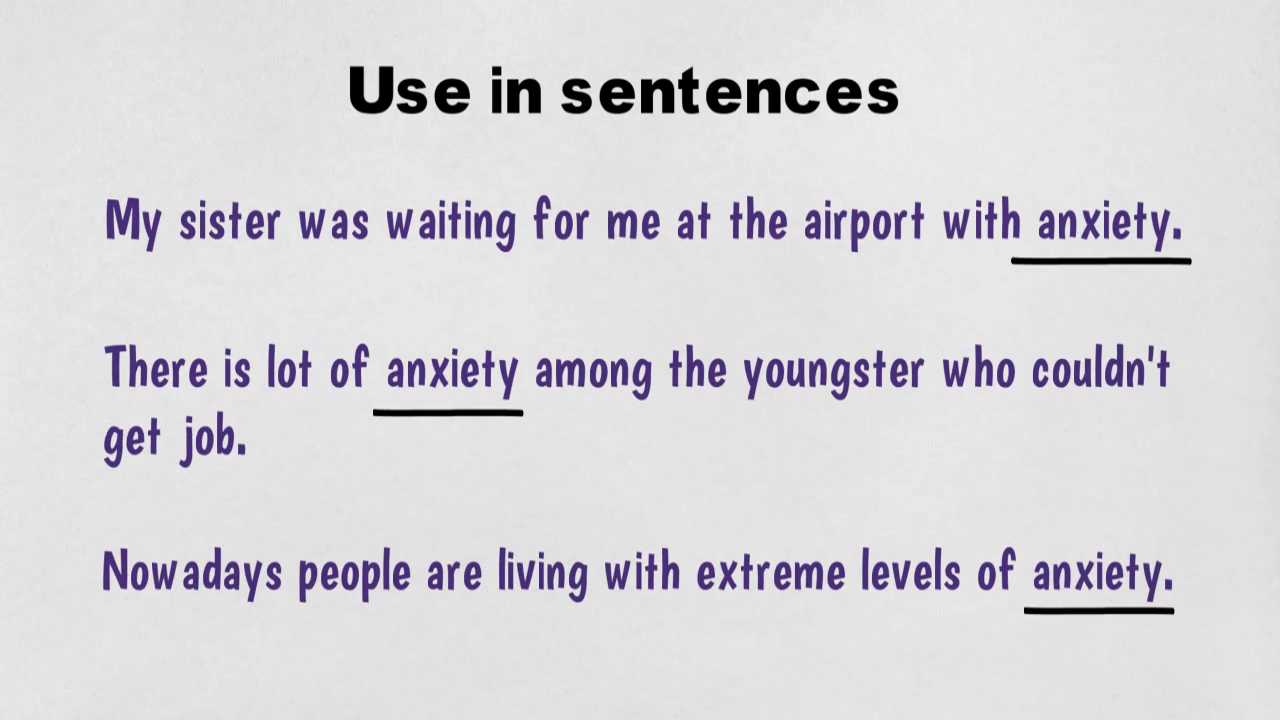 Use in sentences
My sister was waiting for me at the airport with anxiety.
There is lot of anxiety among the youngster who couldn't
get job.
Nowadays people are living with extreme levels of anxiety.